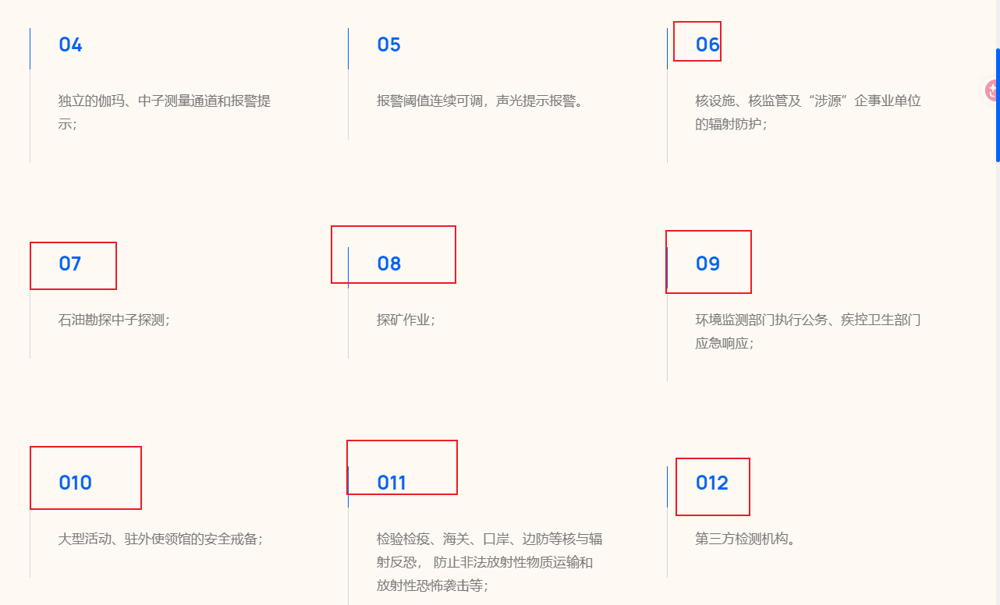 04
独立的伽玛、中子测量通道和报警提
示；
05
报警阈值连续可调，声光提示报警。
06
核设施、核监管及“涉源”企事业单位
的辐射防护；
07
石油勘探中子探测；
08
探矿作业；
09
环境监测部门执行公务、疾控卫生部门
应急响应；
010
大型活动、驻外使领馆的安全戒备；
011
检验检疫、海关、口岸、边防等核与辐
射反恐， 防止非法放射性物质运输和
放射性恐怖袭击等；
012
第三方检测机构。